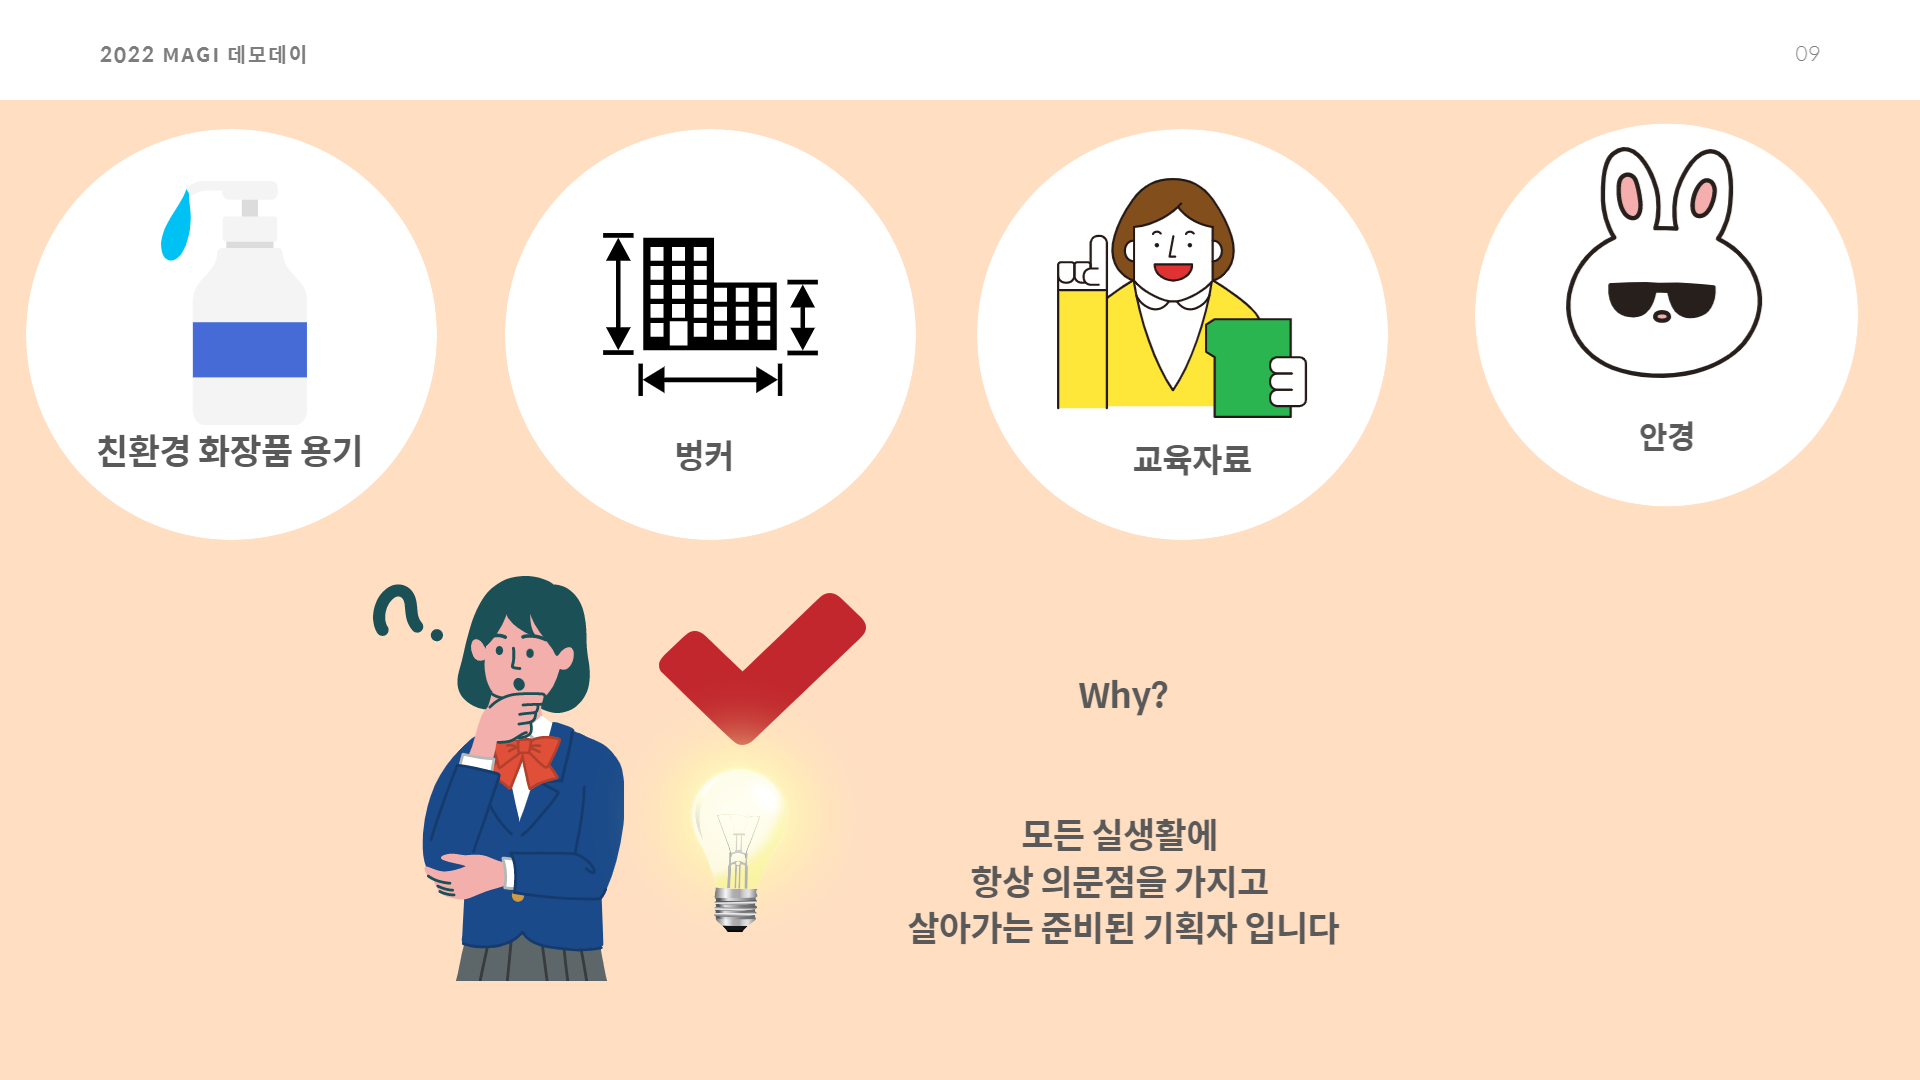 2022 MAGI 데모데이
09
친환경 화장품 용기
벙커
교육자료
안경
Why?
모든 실생활에
항상 의문점을 가지고
살아가는 준비된 기획자 입니다